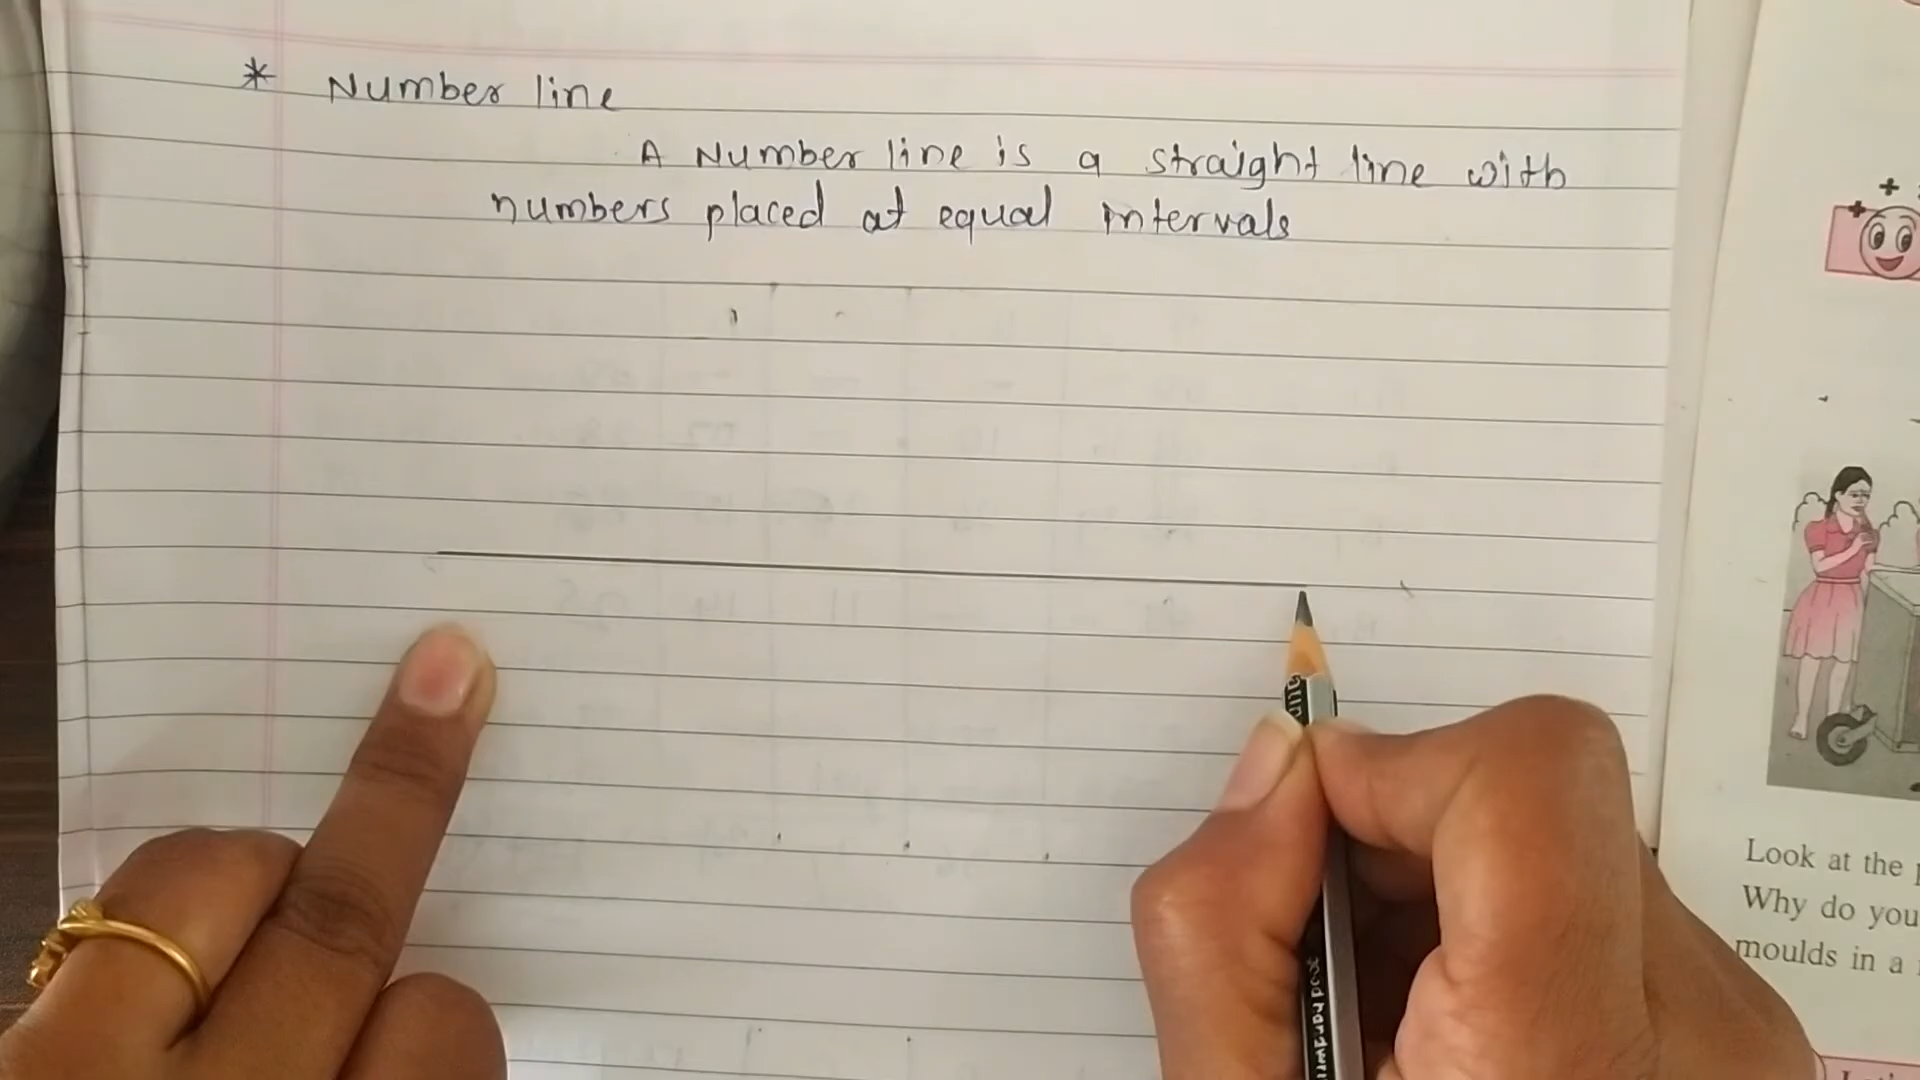 * Number line
A Number line is a straight line with
numbers placed at equal intervals
Look at the
Why do you
moulds in a